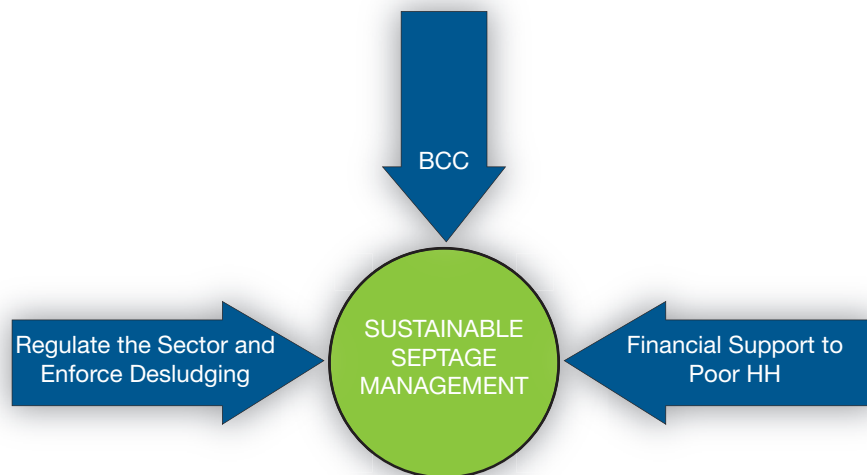 BCC
Regulate the Sector and
Enforce Desludging
SUSTAINABLE
SEPTAGE
MANAGEMENT
Financial Support to
Poor HH